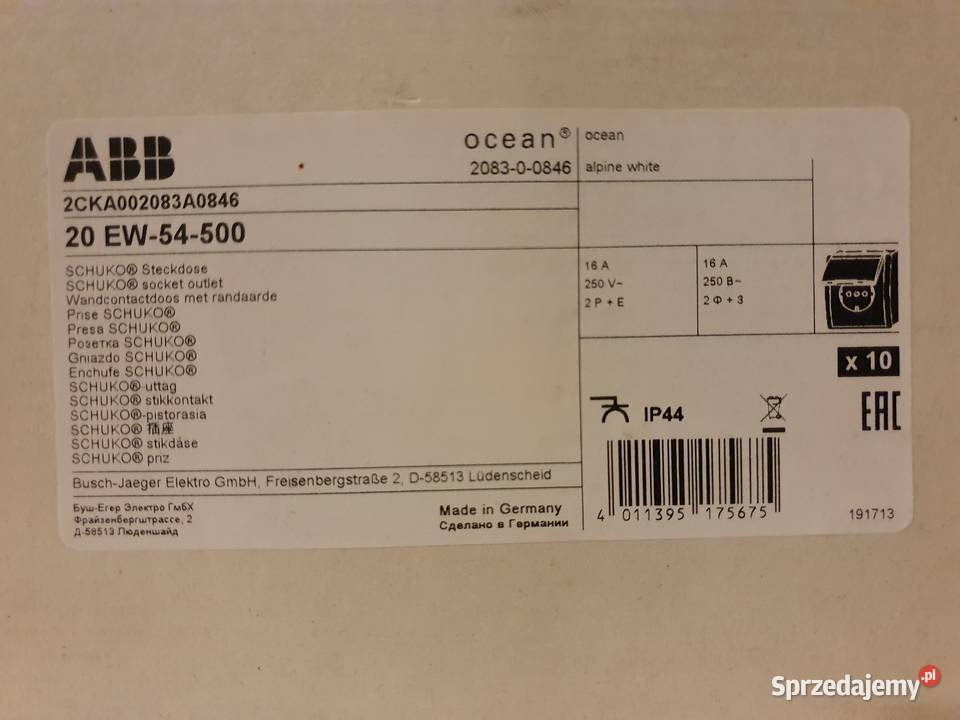 ABB
ocean®
2083-0-0846
ocean
alpine white
2CKA002083A0846
20 EW-54-500
SCHUKO® Steckdose
SCHUKO® socket outlet
Wandcontactdoos met randaarde
Prise SCHUKO®
Presa SCHUKO®
Розетка SCHUKO®
Gniazdo SCHUKO®
Enchufe SCHUKO®
SCHUKO®-uttag
SCHUKO® stikkontakt
SCHUKO®-pistorasia
SCHUKO® 插座
SCHUKO® stikdåse
SCHUKO® priz
16 A
250 V~
2 P + E
16 A
250 В~
2 Ф + З
x 10
IP44
EAC
Busch-Jaeger Elektro GmbH, Freisenbergstraße 2, D-58513 Lüdenscheid
Буш-Егер Электро ГмбХ
Фрайзенбергштрассе, 2
Д-58513 Люденшайд
Made in Germany
Сделано в Германии
4 011395 175675
191713
Sprzedajemy.pl